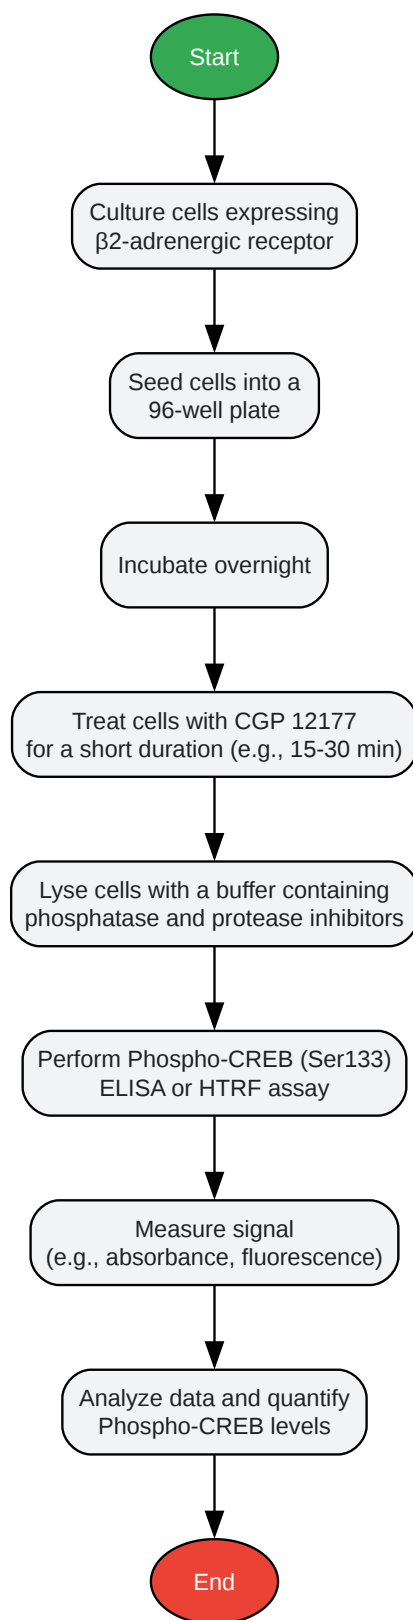 Start
Culture cells expressing
β2-adrenergic receptor
Seed cells into a
96-well plate
Incubate overnight
Treat cells with CGP 12177
for a short duration (e.g., 15-30 min)
Lyse cells with a buffer containing
phosphatase and protease inhibitors
Perform Phospho-CREB (Ser133)
ELISA or HTRF assay
Measure signal
(e.g., absorbance, fluorescence)
Analyze data and quantify
Phospho-CREB levels
End